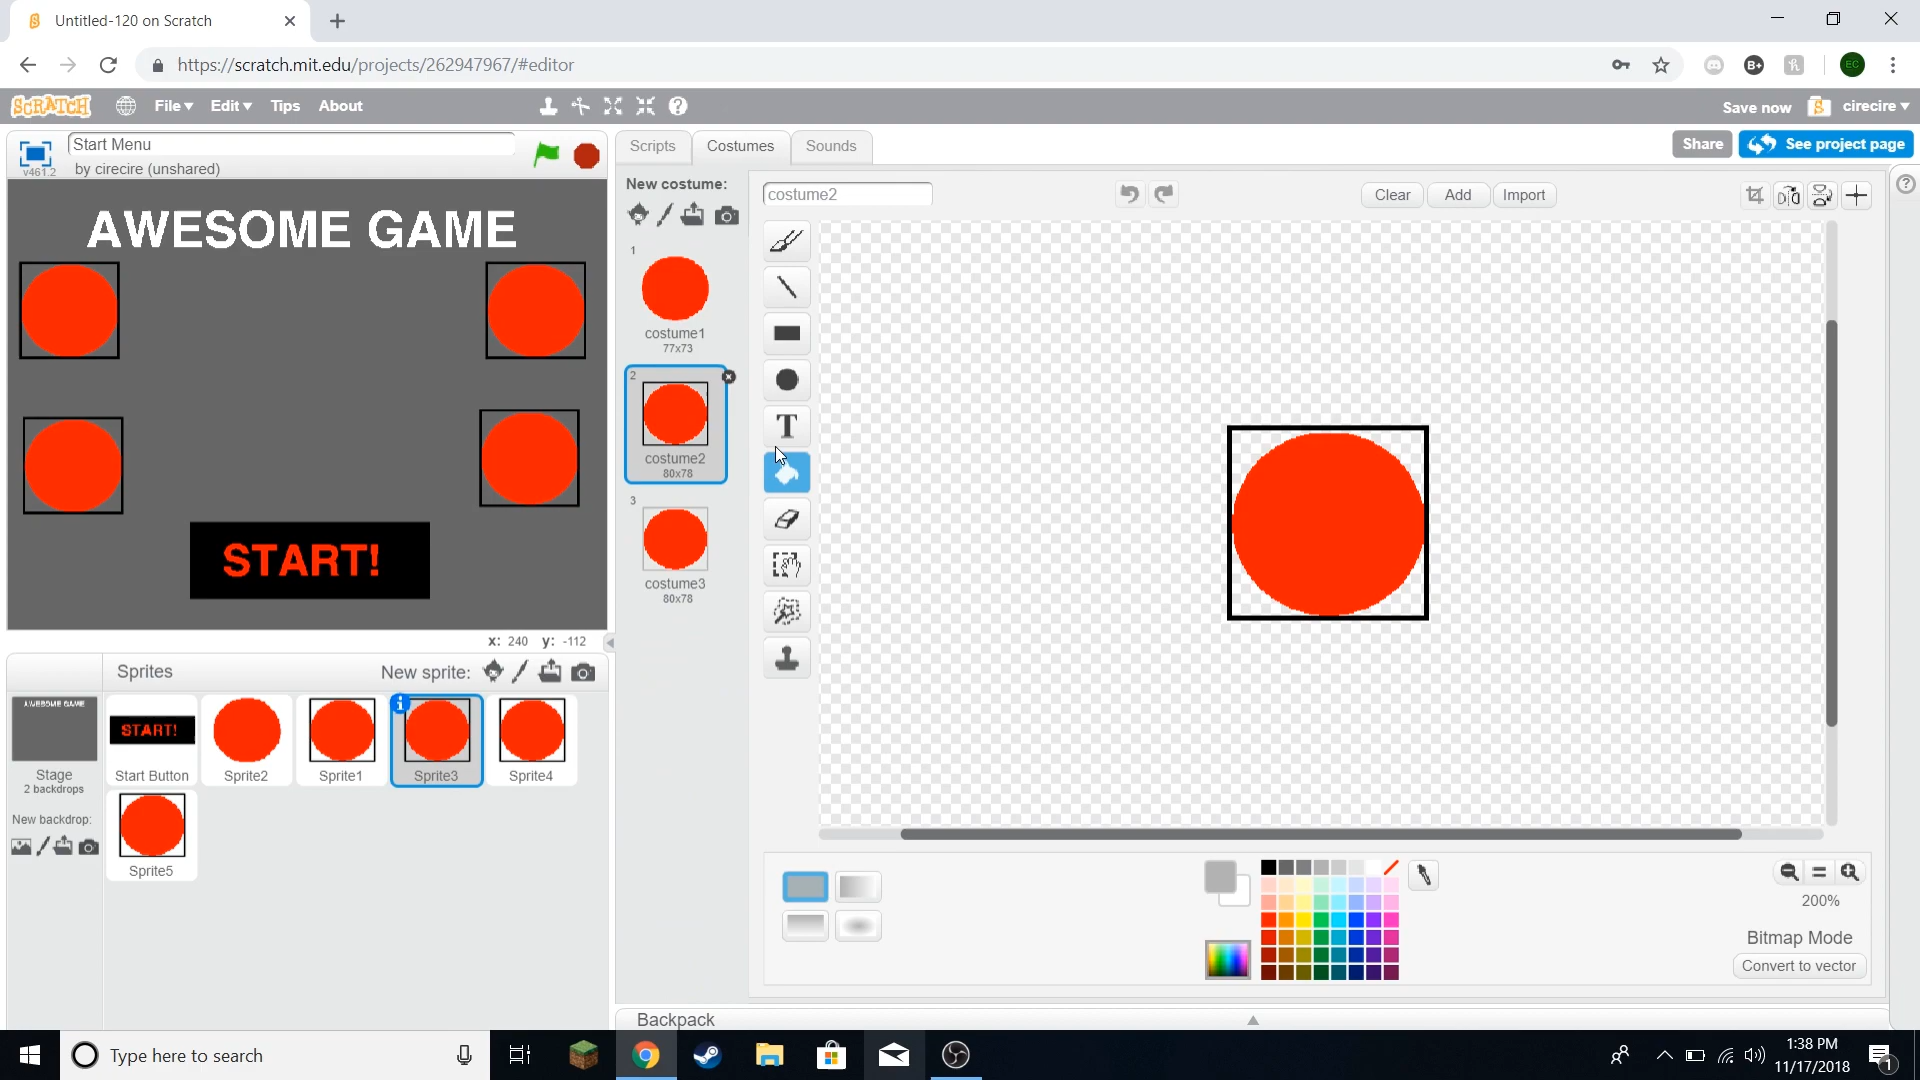 Untitled-120 on Scratch
https://scratch.mit.edu/projects/262947967/#editor
EC
SCRATCH
File
Edit
Tips
About
Save now
cirecire
Start Menu
v461.2
by cirecire (unshared)
Scripts
Costumes
Sounds
Share
See project page
New costume:
costume2
Clear
Add
Import
AWESOME GAME
START!
1
costume1
77x73
2
costume2
80x78
3
costume3
80x78
T
x: 240 y: -112
Sprites
New sprite:
AWESOME GAME
START!
Stage
2 backdrops
Start Button
Sprite2
Sprite1
Sprite3
Sprite4
New backdrop:
Sprite5
200%
Bitmap Mode
Convert to vector
Backpack
Type here to search
1:38 PM
11/17/2018
1